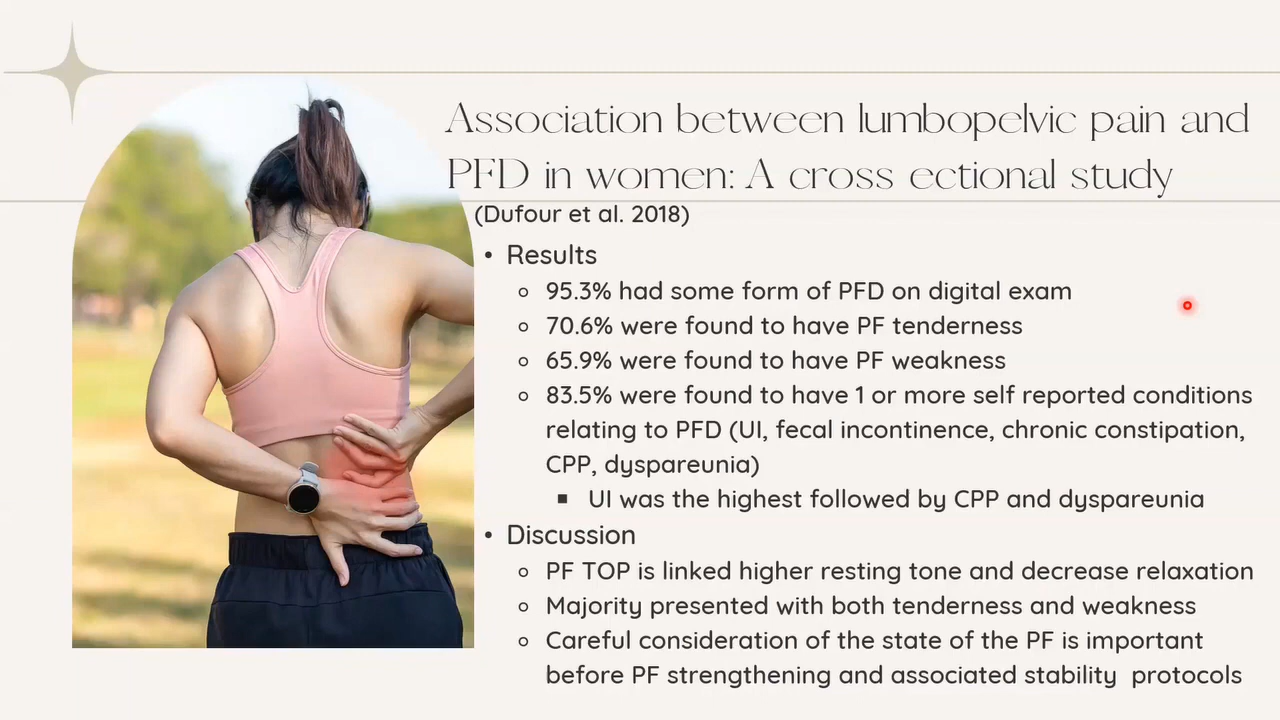 Association between lumbopelvic pain and
PFD in women: A cross ectional study
(Dufour et al. 2018)
• Results
95.3% had some form of PFD on digital exam
70.6% were found to have PF tenderness
65.9% were found to have PF weakness
83.5% were found to have 1 or more self reported conditions
relating to PFD (UI, fecal incontinence, chronic constipation,
CPP, dyspareunia)
UI was the highest followed by CPP and dyspareunia
• Discussion
PF TOP is linked higher resting tone and decrease relaxation
Majority presented with both tenderness and weakness
Careful consideration of the state of the PF is important
before PF strengthening and associated stability protocols